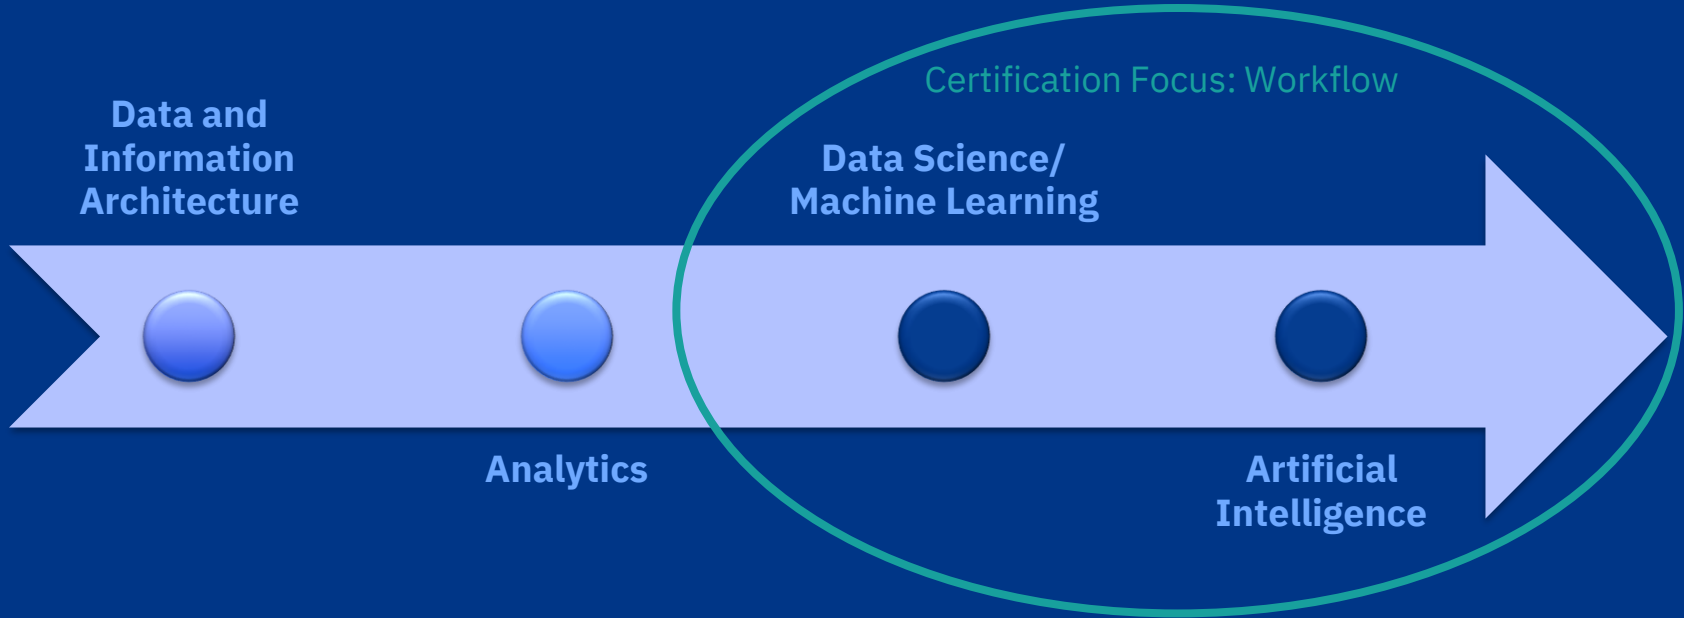 Certification Focus: Workflow
Data and
Information
Architecture
Data Science/
Machine Learning
Analytics
Artificial
Intelligence